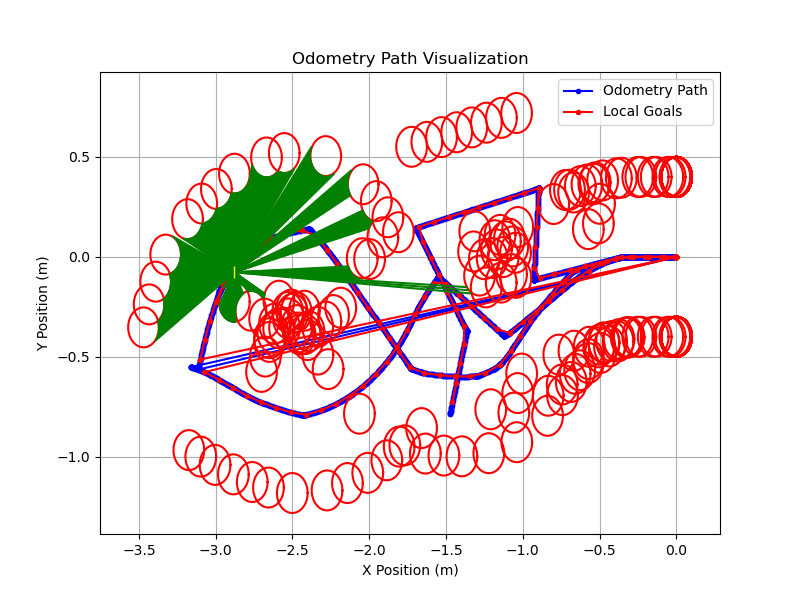 Odometry Path Visualization
Odometry Path
Local Goals
Y Position (m)
0.5
0.0
−0.5
−1.0
−3.5 −3.0 −2.5 −2.0 −1.5 −1.0 −0.5 0.0
X Position (m)